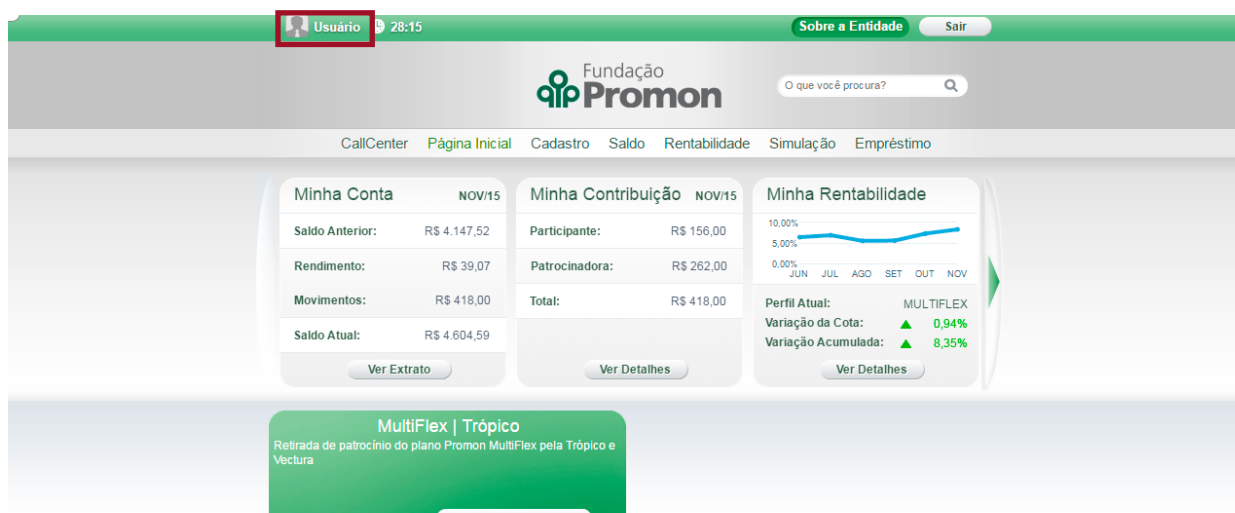 Usuário 28:15
Sobre a Entidade Sair
Fundação
Promon
O que você procura?
CallCenter Página Inicial Cadastro Saldo Rentabilidade Simulação Empréstimo
Minha Conta NOV/15
Saldo Anterior: R$ 4.147,52
Rendimento: R$ 39,07
Movimentos: R$ 418,00
Saldo Atual: R$ 4.604,59
Ver Extrato
Minha Contribuição NOV/15
Participante: R$ 156,00
Patrocinadora: R$ 262,00
Total: R$ 418,00
Ver Detalhes
Minha Rentabilidade
10,00%
5,00%
0,00%
JUN JUL AGO SET OUT NOV
Perfil Atual: MULTIFLEX
Variação da Cota: 0,94%
Variação Acumulada: 8,35%
Ver Detalhes
MultiFlex | Trópico
Retirada de patrocínio do plano Promon MultiFlex pela Trópico e
Vectura